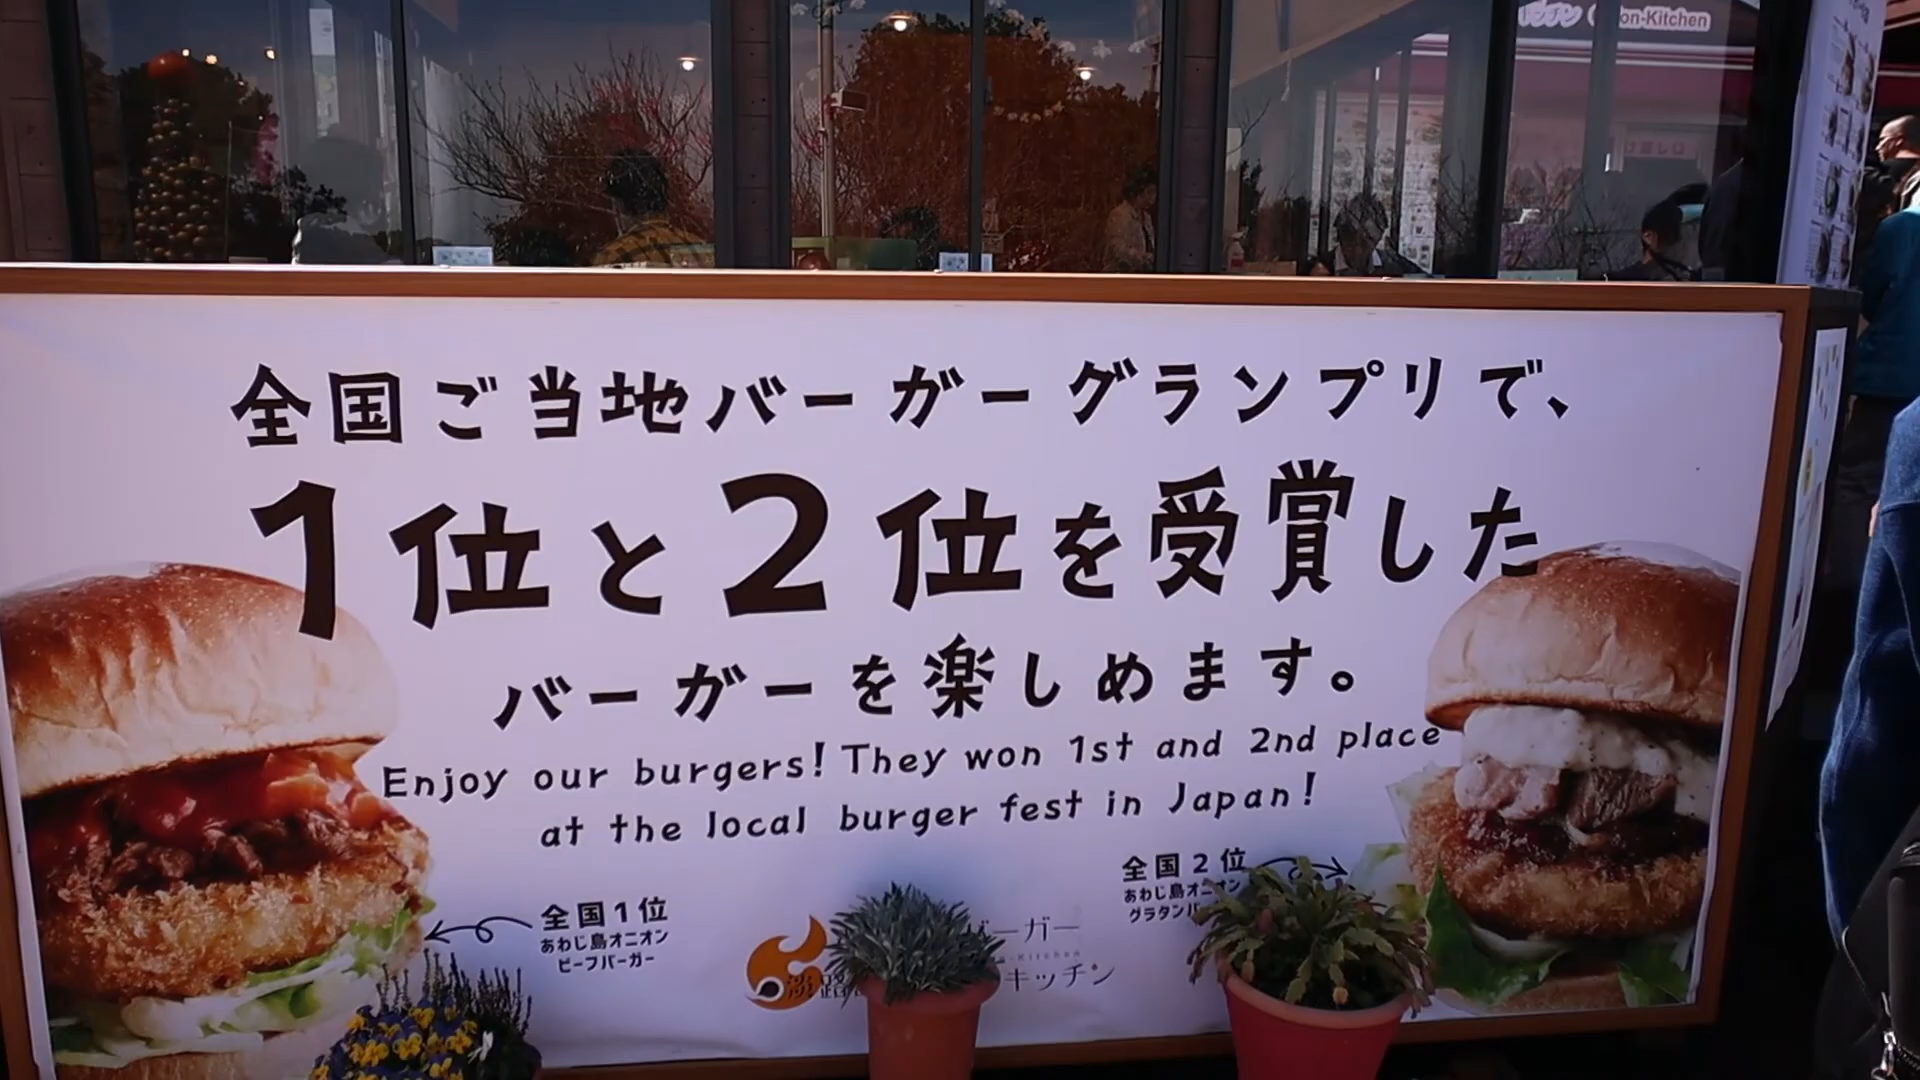 on-Kitchen
全国ご当地バーガーグランプリで、
1位と2位を受賞した
バーガーを楽しめます。
Enjoy our burgers! They won 1st and 2nd place
at the local burger fest in Japan!
全国2位
あわじ島オニオン
グラタンバ
全国1位
あわじ島オニオン
ビーフバーガー
バーガー
Kitchen
淡路
キッチン